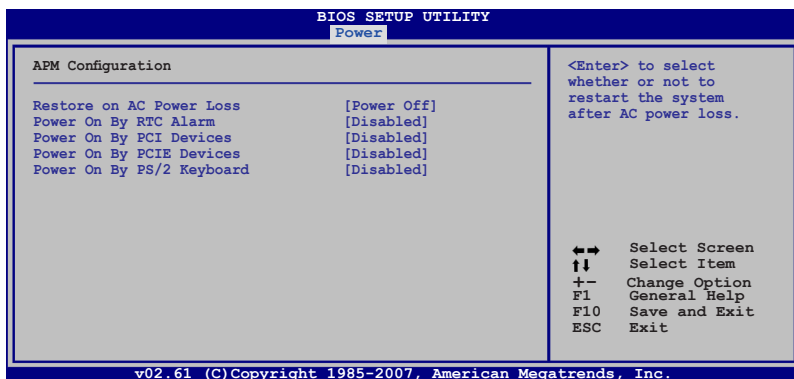 BIOS SETUP UTILITY
Power
APM Configuration
Restore on AC Power Loss [Power Off]
Power On By RTC Alarm [Disabled]
Power On By PCI Devices [Disabled]
Power On By PCIE Devices [Disabled]
Power On By PS/2 Keyboard [Disabled]
<Enter> to select
whether or not to
restart the system
after AC power loss.
←→ Select Screen
↑↓ Select Item
+- Change Option
F1 General Help
F10 Save and Exit
ESC Exit
v02.61 (C)Copyright 1985-2007, American Megatrends, Inc.